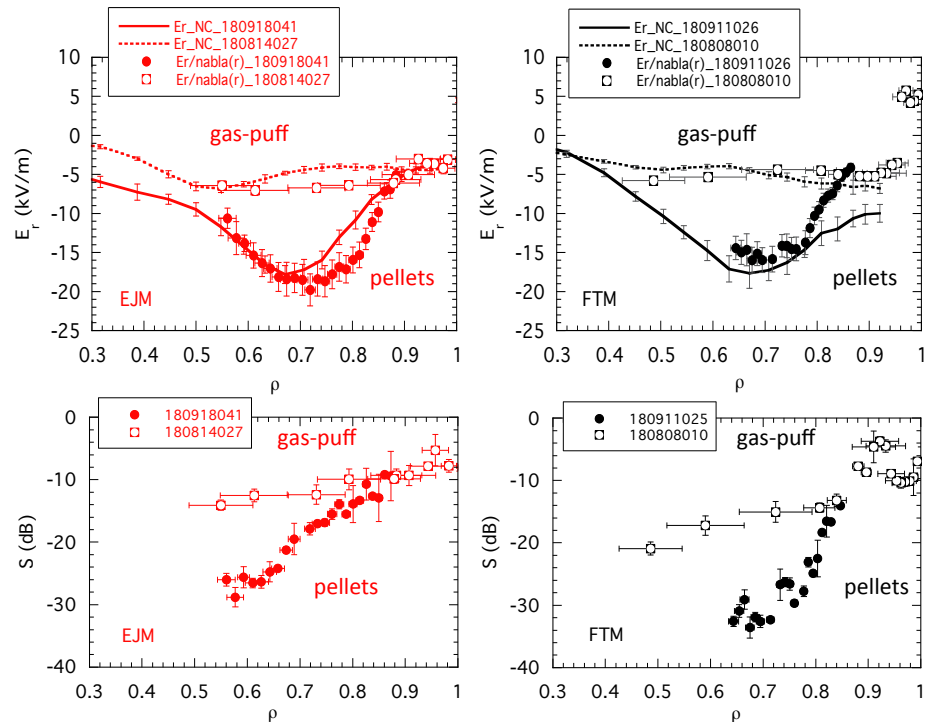 Er_NC_180918041
Er_NC_180814027
Er/nabla(r)_180918041
Er/nabla(r)_180814027
10
5
0
-5
-10
-15
-20
-25
E_r (kV/m)
gas-puff
pellets
EJM
0.3 0.4 0.5 0.6 0.7 0.8 0.9 1
ρ
Er_NC_180911026
Er_NC_180808010
Er/nabla(r)_180911026
Er/nabla(r)_180808010
10
5
0
-5
-10
-15
-20
-25
E_r (kV/m)
gas-puff
pellets
FTM
0.3 0.4 0.5 0.6 0.7 0.8 0.9 1
ρ
180918041
180814027
0
-10
-20
-30
-40
S (dB)
gas-puff
pellets
EJM
0.3 0.4 0.5 0.6 0.7 0.8 0.9 1
ρ
180911025
180808010
0
-10
-20
-30
-40
S (dB)
gas-puff
pellets
FTM
0.3 0.4 0.5 0.6 0.7 0.8 0.9 1
ρ